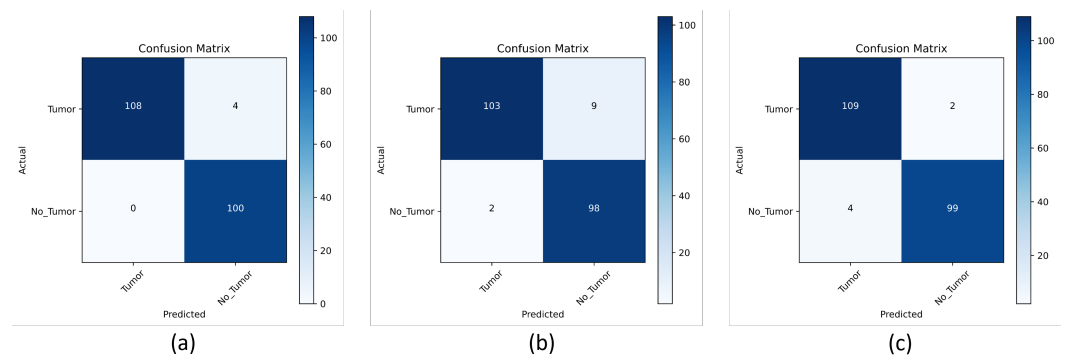 Confusion Matrix
Tumor
No_Tumor
Actual
108
4
0
100
Tumor
No_Tumor
Predicted
100
80
60
40
20
0
(a)
Confusion Matrix
Tumor
No_Tumor
Actual
103
9
2
98
Tumor
No_Tumor
Predicted
100
80
60
40
20
(b)
Confusion Matrix
Tumor
No_Tumor
Actual
109
2
4
99
Tumor
No_Tumor
Predicted
100
80
60
40
20
(c)